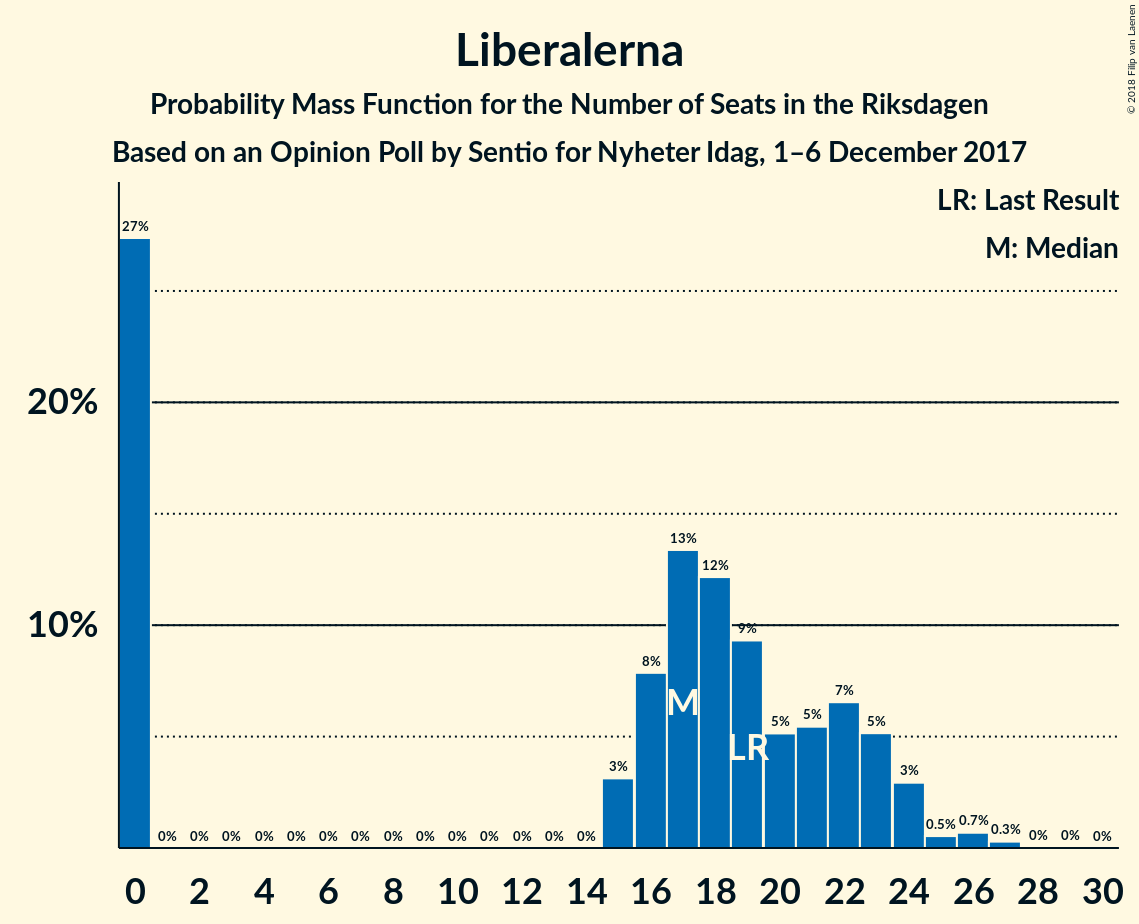 © 2018 Filip van Laenen
Liberalerna
Probability Mass Function for the Number of Seats in the Riksdagen
Based on an Opinion Poll by Sentio for Nyheter Idag, 1–6 December 2017
LR: Last Result
M: Median
20%
10%
27% 0% 0% 0% 0% 0% 0% 0% 0% 0% 0% 0% 0% 0% 0% 3% 8% 13% 12% 9% 5% 5% 7% 5% 3% 0.5% 0.7% 0.3% 0% 0% 0%
M
LR
0 2 4 6 8 10 12 14 16 18 20 22 24 26 28 30